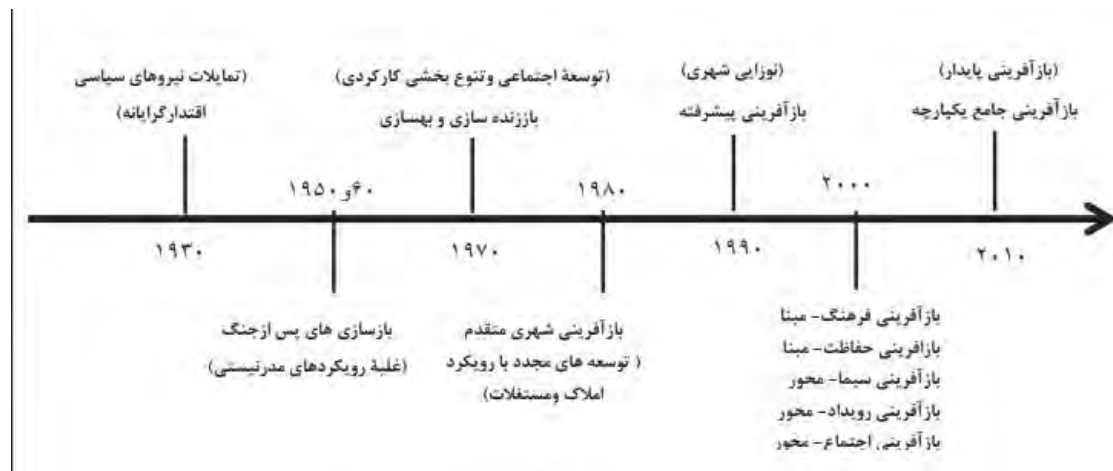 (تمایلات نیروهای سیاسی
اقتدارگرایانه)
۱۹۳۰
۱۹۵۰و۶۰
بازسازی های پس ازجنگ
(غلبۀ رویکردهای مدرنیستی)
(توسعۀ اجتماعی وتنوع بخشی کارکردی)
باززنده سازی و بهسازی
۱۹۷۰
۱۹۸۰
بازآفرینی شهری متقدم
( توسعه های مجدد با رویکرد
املاک ومستغلات)
(نوزایی شهری)
بازآفرینی پیشرفته
۱۹۹۰
۲۰۰۰
بازآفرینی فرهنگ- مبنا
بازافرینی حفاظت- مبنا
بازآفرینی سیما- محور
بازآفرینی رویداد- محور
بازآفرینی اجتماع- محور
(بازآفرینی پایدار)
بازآفرینی جامع یکپارچه
۲۰۱۰